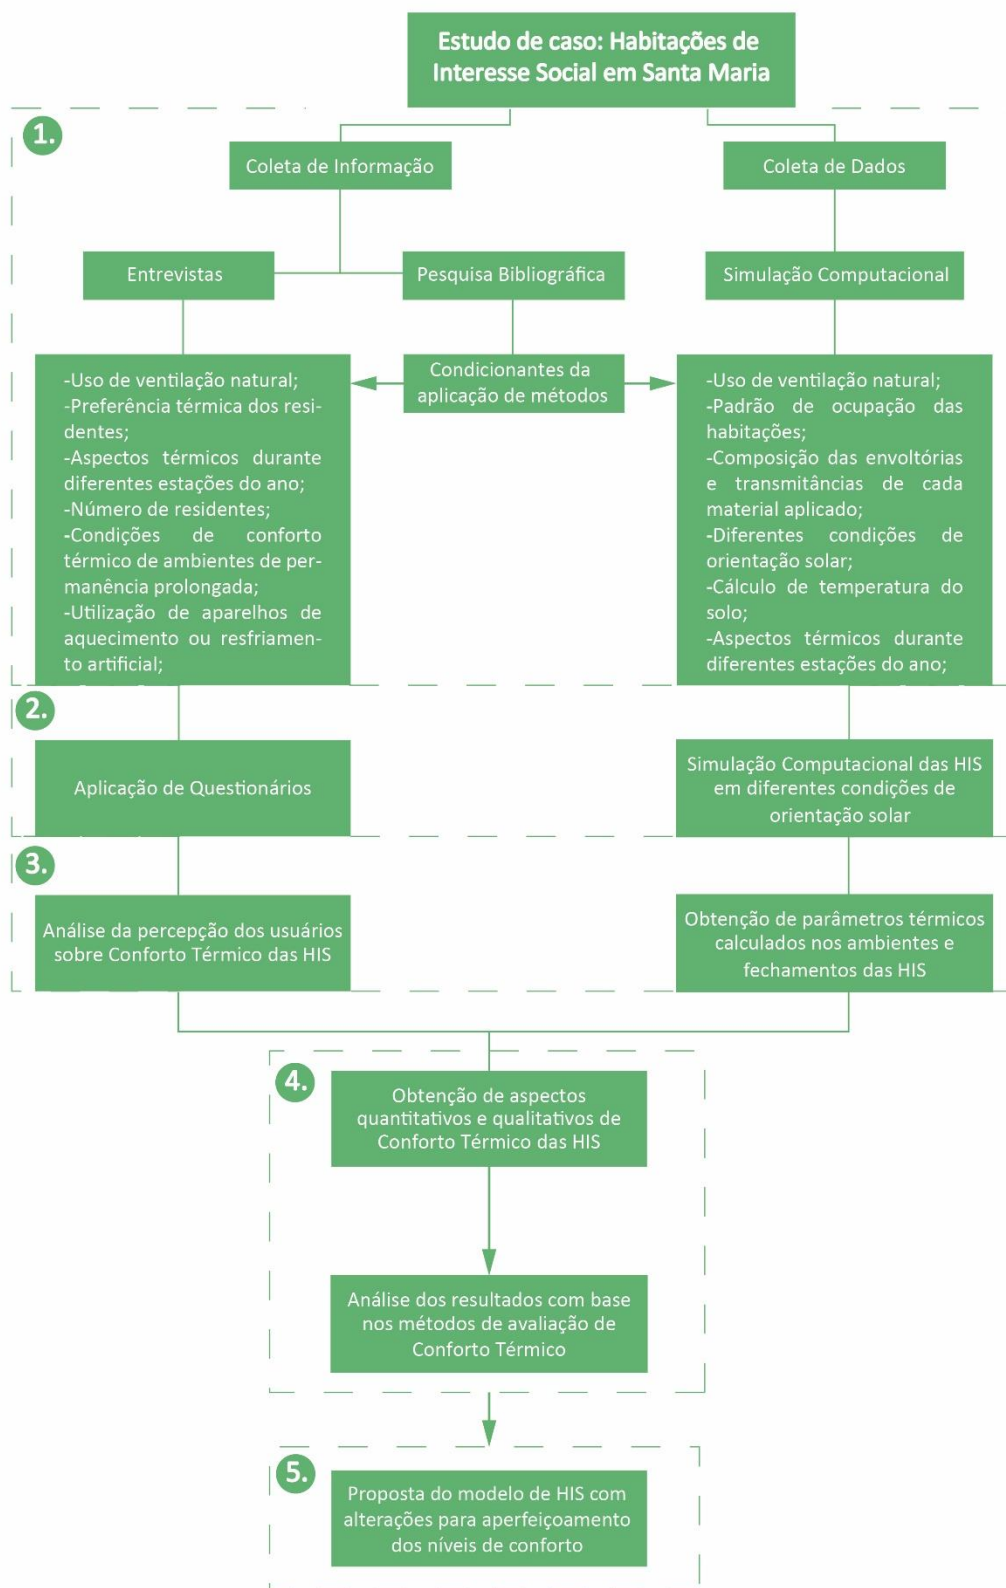 Estudo de caso: Habitações de
Interesse Social em Santa Maria
1.
Coleta de Informação
Coleta de Dados
Entrevistas
Pesquisa Bibliográfica
Simulação Computacional
Condicionantes da
aplicação de métodos
-Uso de ventilação natural;
-Preferência térmica dos resi-
dentes;
-Aspectos térmicos durante
diferentes estações do ano;
-Número de residentes;
-Condições de conforto
térmico de ambientes de per-
manência prolongada;
-Utilização de aparelhos de
aquecimento ou resfriamen-
to artificial;
-Uso de ventilação natural;
-Padrão de ocupação das
habitações;
-Composição das envoltórias
e transmitâncias de cada
material aplicado;
-Diferentes condições de
orientação solar;
-Cálculo de temperatura do
solo;
-Aspectos térmicos durante
diferentes estações do ano;
2.
Aplicação de Questionários
Simulação Computacional das HIS
em diferentes condições de
orientação solar
3.
Análise da percepção dos usuários
sobre Conforto Térmico das HIS
Obtenção de parâmetros térmicos
calculados nos ambientes e
fechamentos das HIS
4.
Obtenção de aspectos
quantitativos e qualitativos de
Conforto Térmico das HIS
Análise dos resultados com base
nos métodos de avaliação de
Conforto Térmico
5.
Proposta do modelo de HIS com
alterações para aperfeiçoamento
dos níveis de conforto